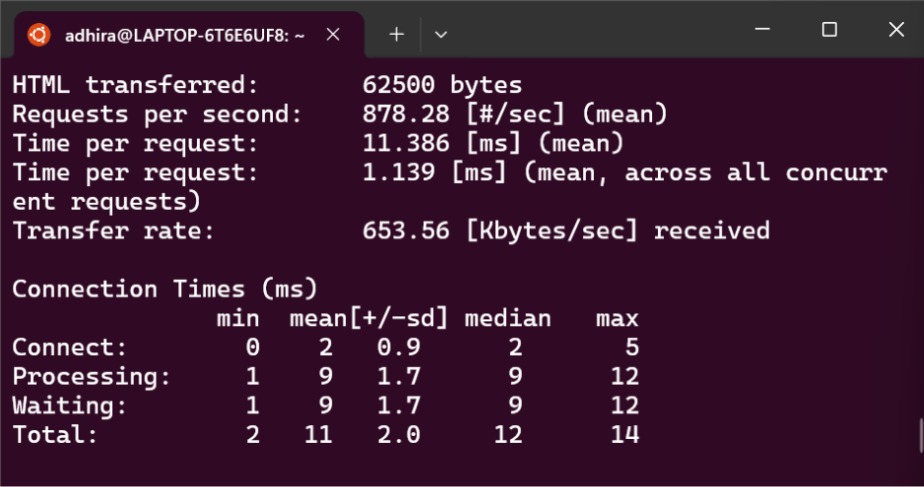 adhira@LAPTOP-6T6E6UF8: ~
HTML transferred:       62500 bytes
Requests per second:    878.28 [#/sec] (mean)
Time per request:       11.386 [ms] (mean)
Time per request:       1.139 [ms] (mean, across all concurr
ent requests)
Transfer rate:          653.56 [Kbytes/sec] received

Connection Times (ms)
              min  mean[+/-sd] median   max
Connect:        0    2   0.9      2       5
Processing:     1    9   1.7      9      12
Waiting:        1    9   1.7      9      12
Total:          2   11   2.0     12      14